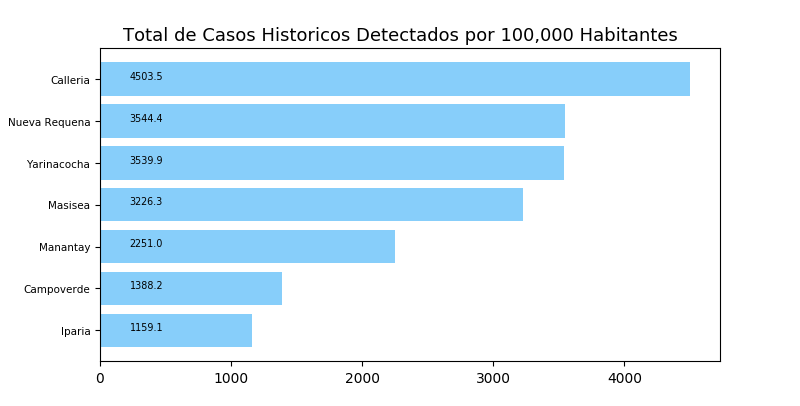 Total de Casos Historicos Detectados por 100,000 Habitantes
Calleria 4503.5
Nueva Requena 3544.4
Yarinacocha 3539.9
Masisea 3226.3
Manantay 2251.0
Campoverde 1388.2
Iparia 1159.1
0 1000 2000 3000 4000